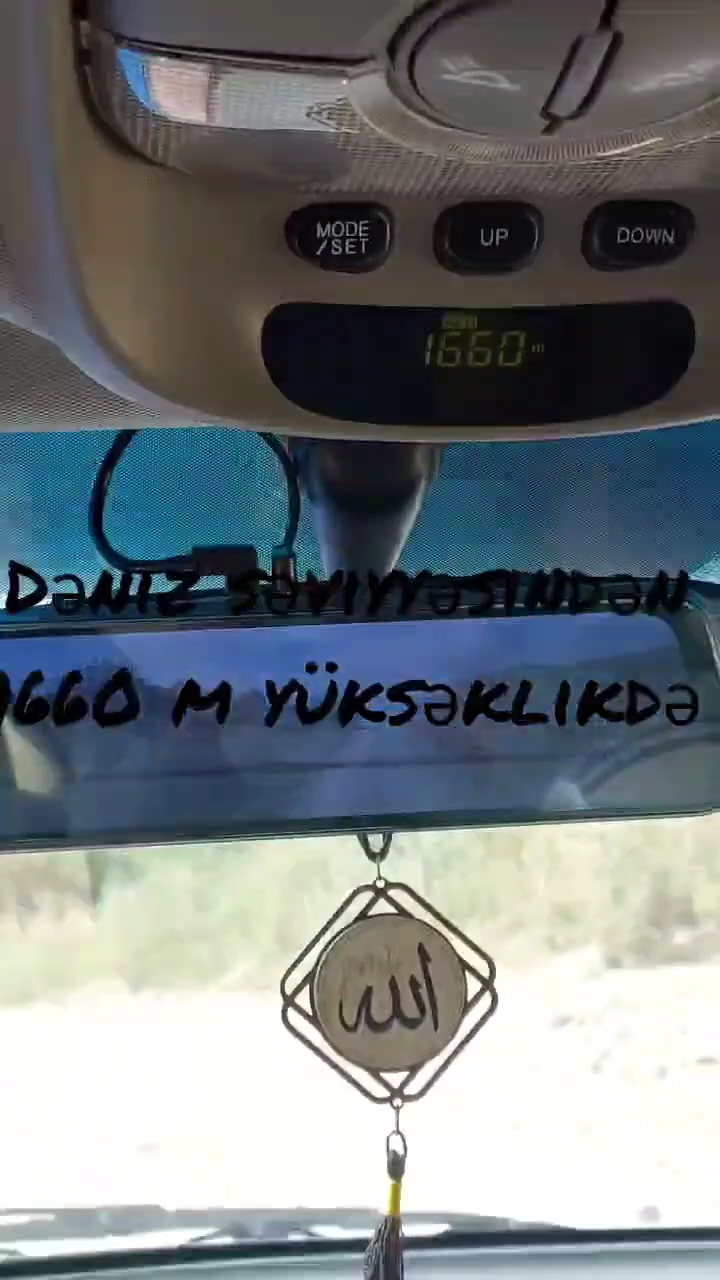 MODE
/SET
UP
DOWN
1660 m
DƏNIZ SƏVIYYƏSINDƏN
1660 M YÜKSƏKLIKDƏ
الله